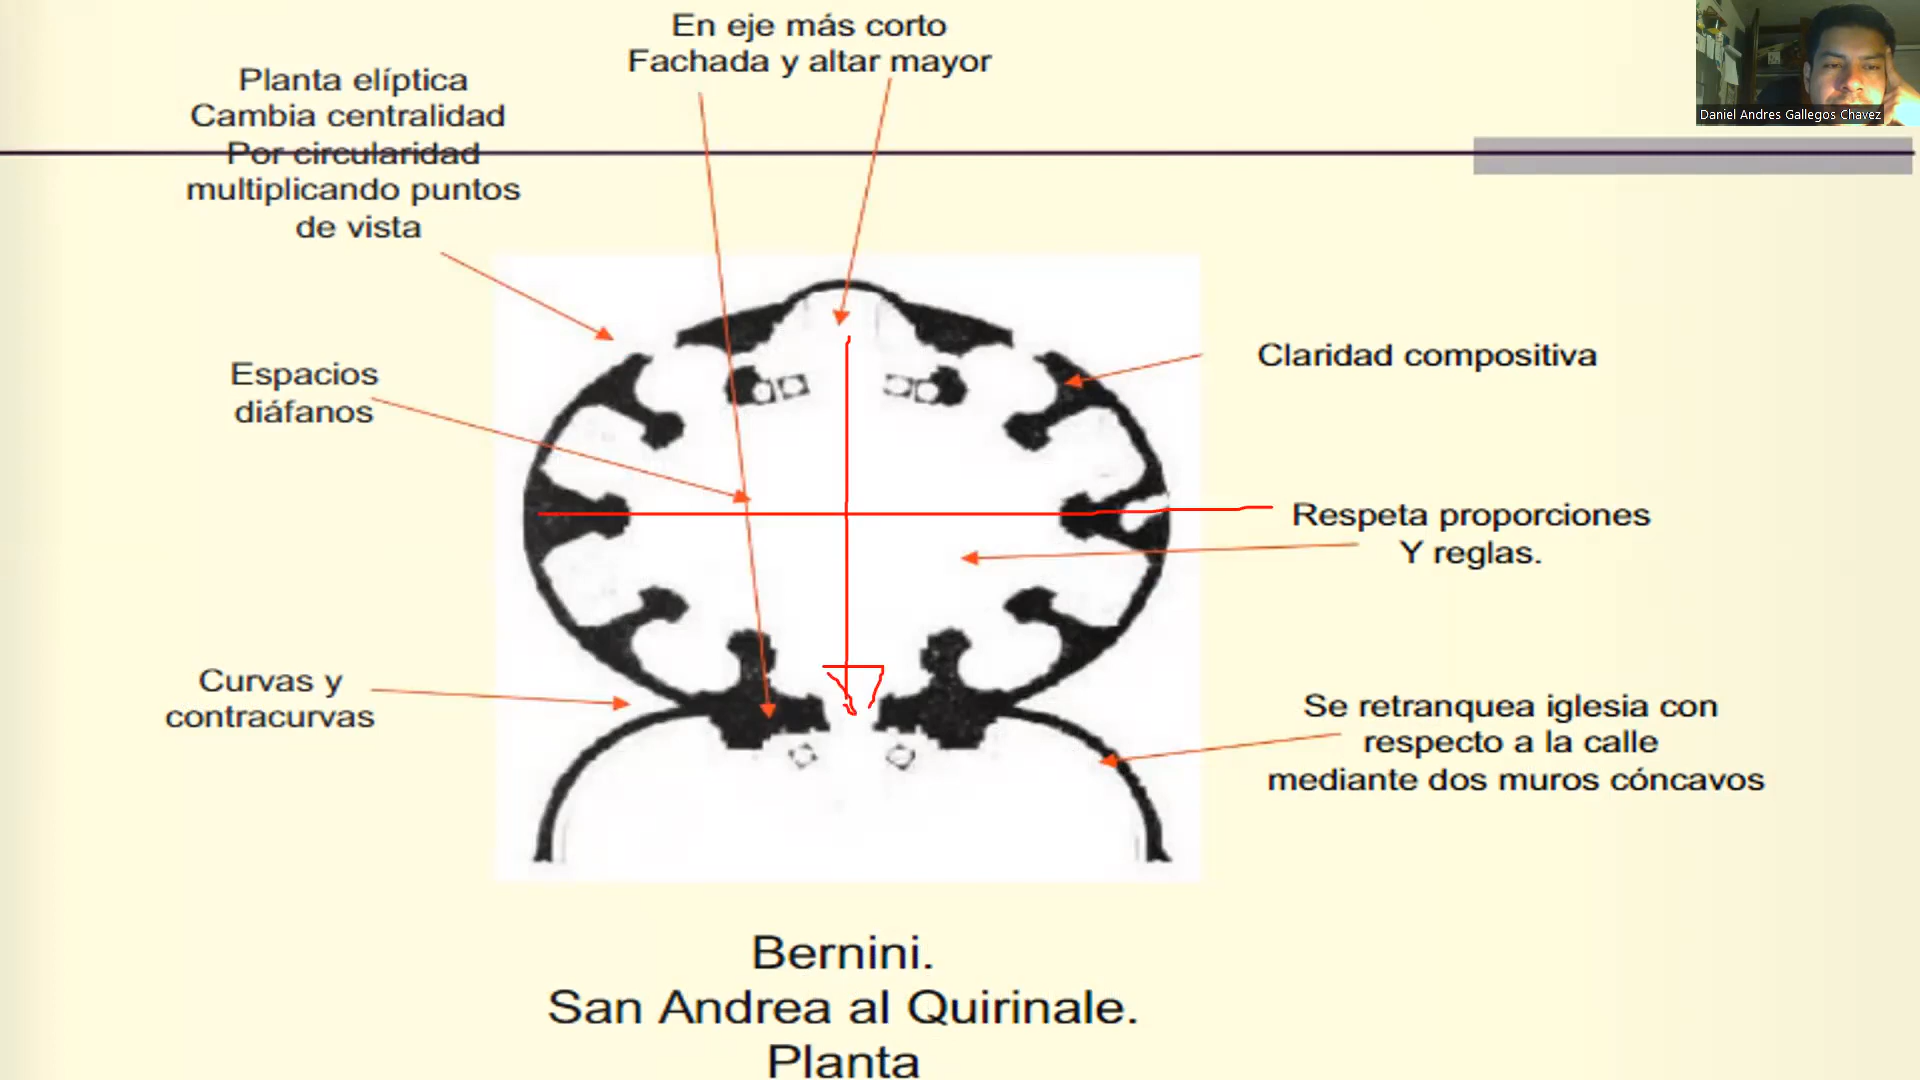 En eje más corto
Fachada y altar mayor
Daniel Andres Gallegos Chavez
Planta elíptica
Cambia centralidad
Por circularidad
multiplicando puntos
de vista
Espacios
diáfanos
Claridad compositiva
Respeta proporciones
Y reglas.
Curvas y
contracurvas
Se retranquea iglesia con
respecto a la calle
mediante dos muros cóncavos
Bernini.
San Andrea al Quirinale.
Planta